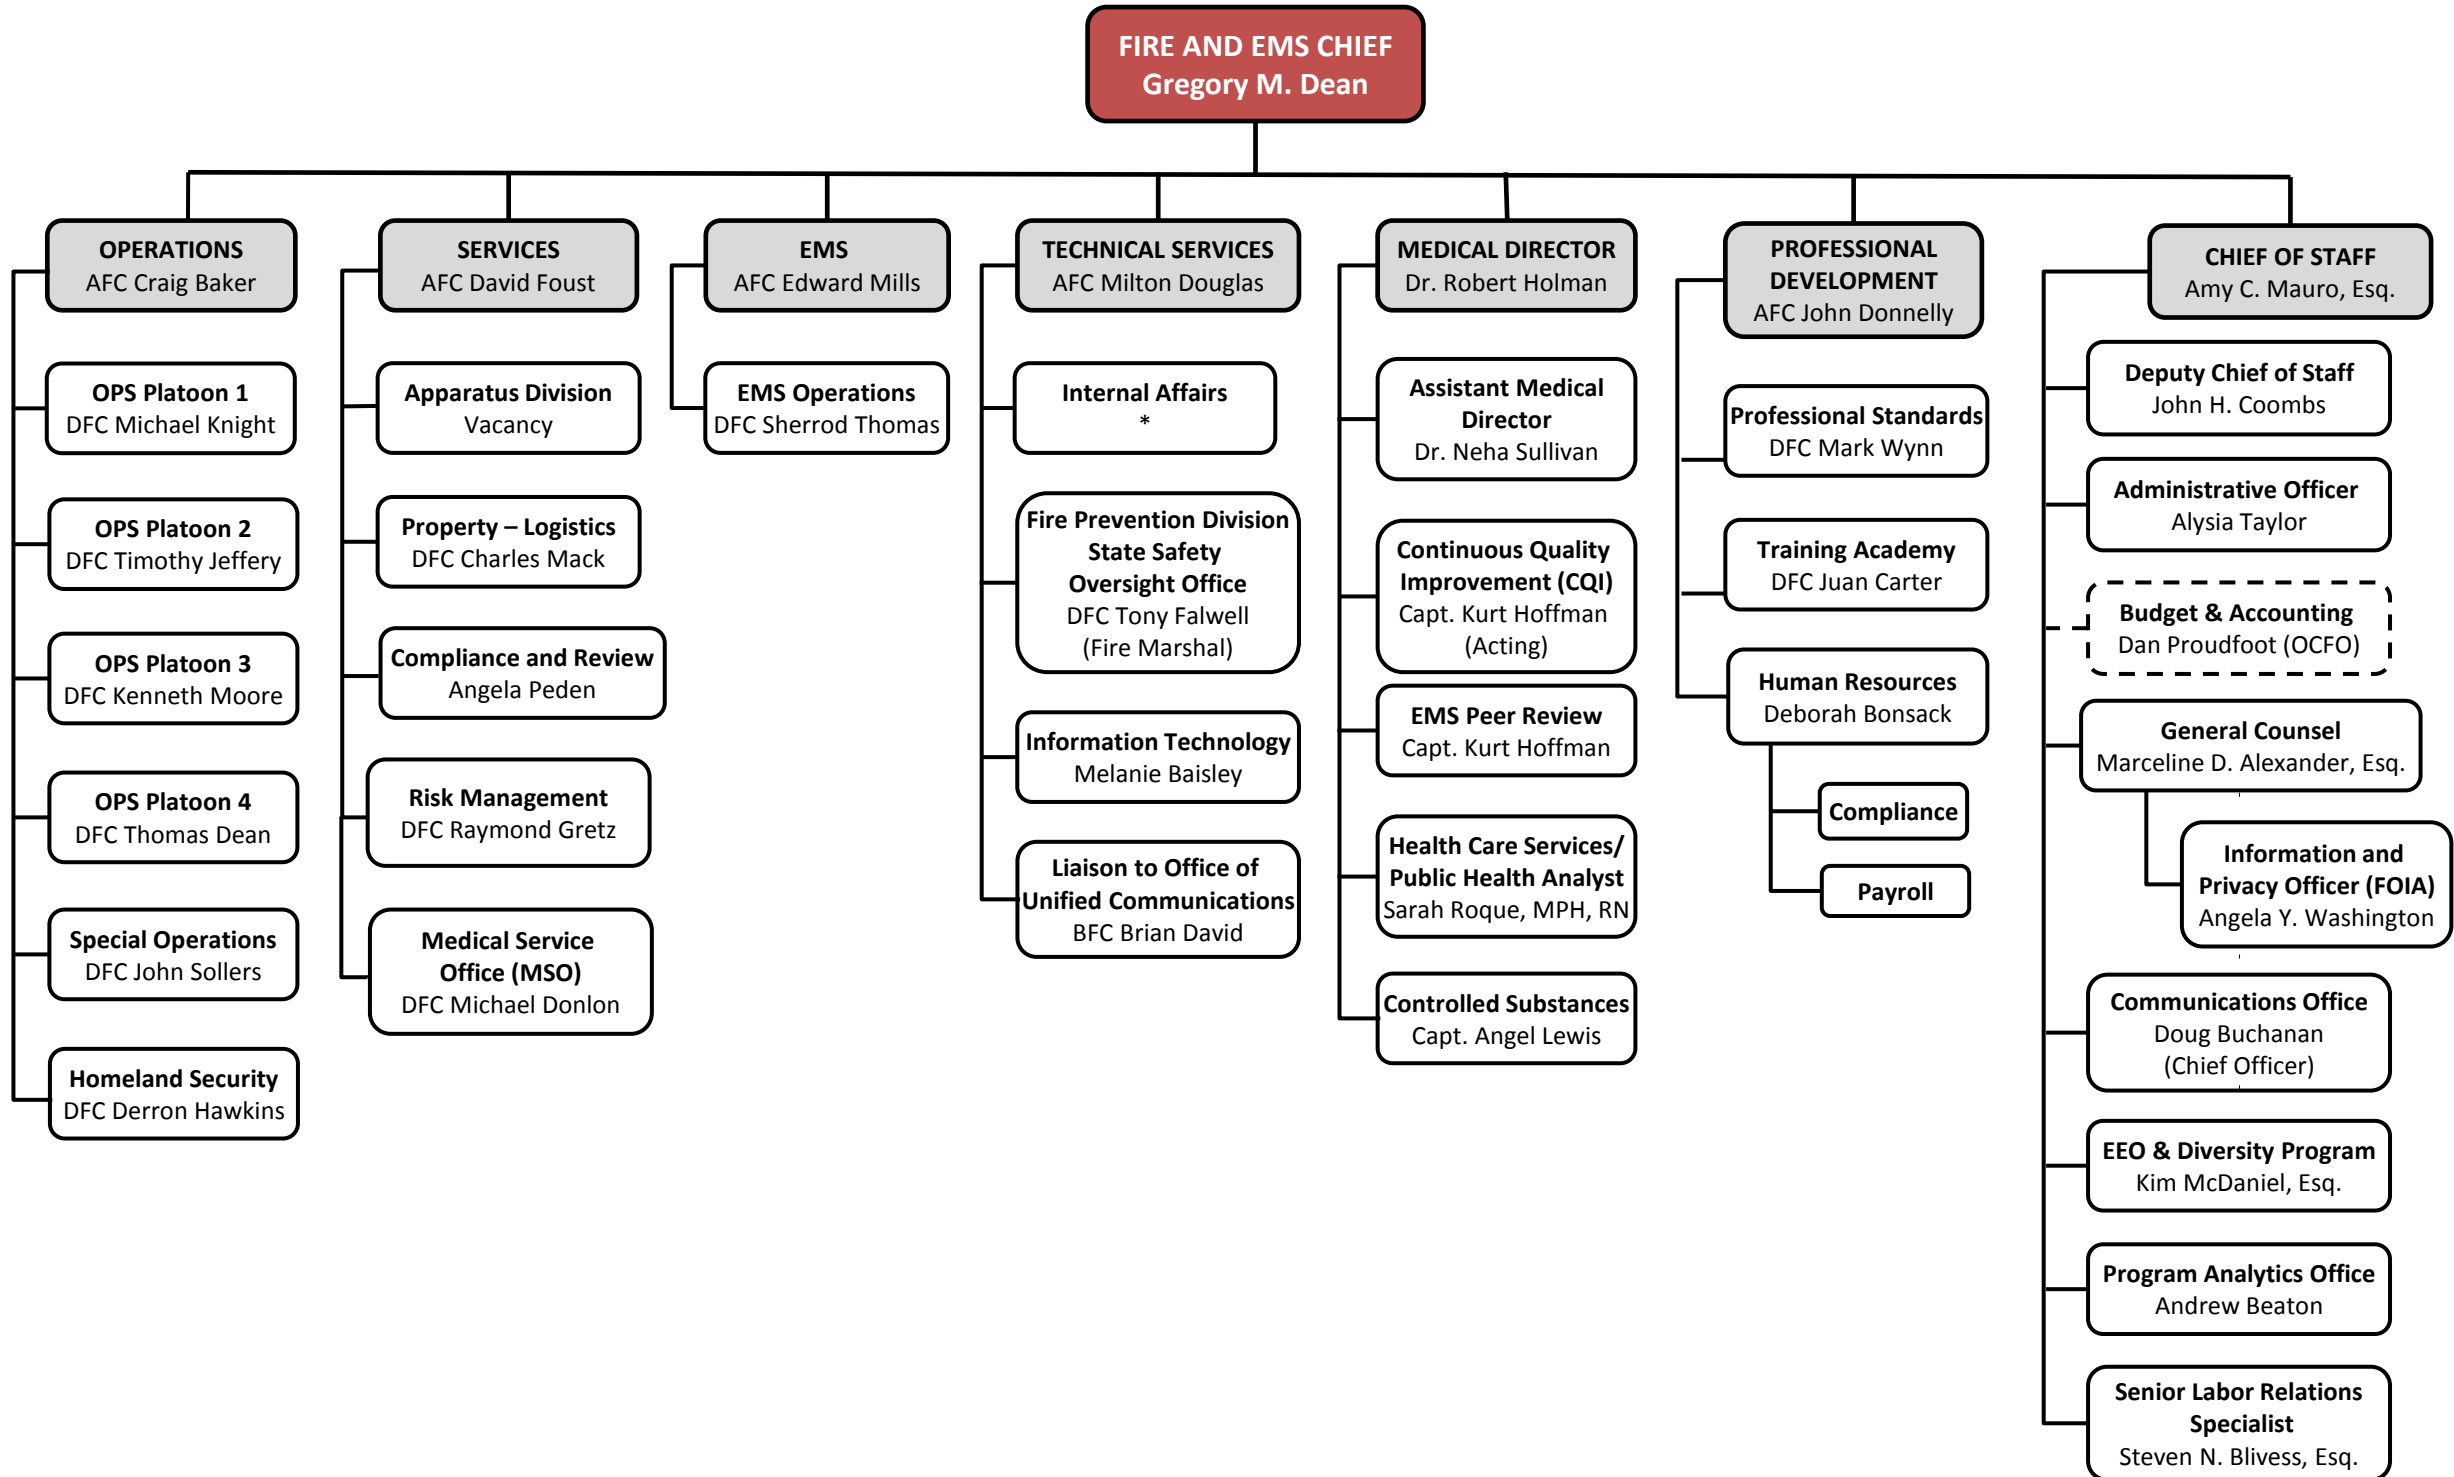 FIRE AND EMS CHIEF
Gregory M. Dean
OPERATIONS
AFC Craig Baker
OPS Platoon 1
DFC Michael Knight
OPS Platoon 2
DFC Timothy Jeffery
OPS Platoon 3
DFC Kenneth Moore
OPS Platoon 4
DFC Thomas Dean
Special Operations
DFC John Sollers
Homeland Security
DFC Derron Hawkins
SERVICES
AFC David Foust
Apparatus Division
Vacancy
Property – Logistics
DFC Charles Mack
Compliance and Review
Angela Peden
Risk Management
DFC Raymond Gretz
Medical Service
Office (MSO)
DFC Michael Donlon
EMS
AFC Edward Mills
EMS Operations
DFC Sherrod Thomas
TECHNICAL SERVICES
AFC Milton Douglas
Internal Affairs
*
Fire Prevention Division
State Safety
Oversight Office
DFC Tony Falwell
(Fire Marshal)
Information Technology
Melanie Baisley
Liaison to Office of
Unified Communications
BFC Brian David
MEDICAL DIRECTOR
Dr. Robert Holman
Assistant Medical
Director
Dr. Neha Sullivan
Continuous Quality
Improvement (CQI)
Capt. Kurt Hoffman
(Acting)
EMS Peer Review
Capt. Kurt Hoffman
Health Care Services/
Public Health Analyst
Sarah Roque, MPH, RN
Controlled Substances
Capt. Angel Lewis
PROFESSIONAL
DEVELOPMENT
AFC John Donnelly
Professional Standards
DFC Mark Wynn
Training Academy
DFC Juan Carter
Human Resources
Deborah Bonsack
Compliance
Payroll
CHIEF OF STAFF
Amy C. Mauro, Esq.
Deputy Chief of Staff
John H. Coombs
Administrative Officer
Alysia Taylor
Budget & Accounting
Dan Proudfoot (OCFO)
General Counsel
Marceline D. Alexander, Esq.
Information and
Privacy Officer (FOIA)
Angela Y. Washington
Communications Office
Doug Buchanan
(Chief Officer)
EEO & Diversity Program
Kim McDaniel, Esq.
Program Analytics Office
Andrew Beaton
Senior Labor Relations
Specialist
Steven N. Blivess, Esq.